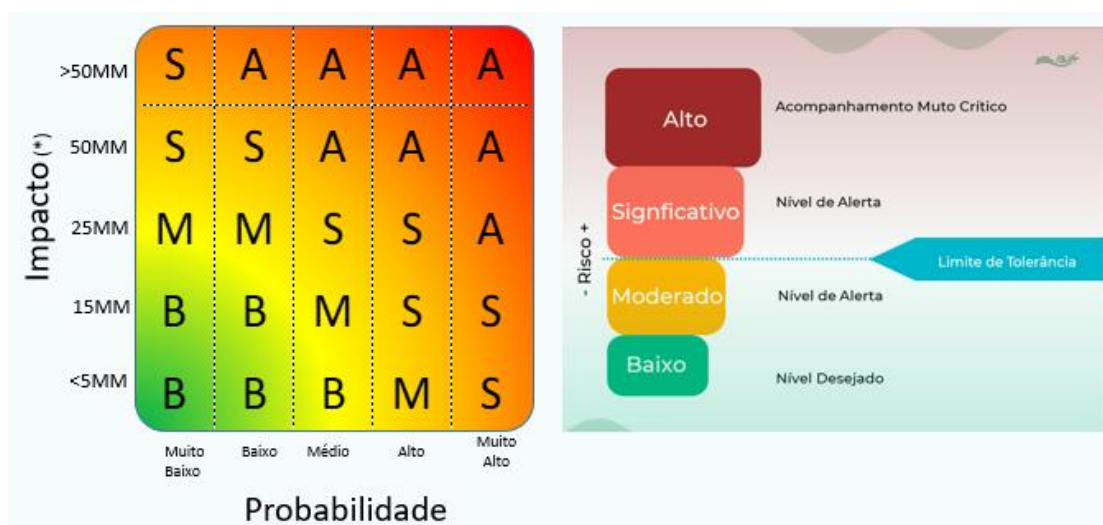 >50MM S A A A A
50MM S S A A A
25MM M M S S A
15MM B B M S S
<5MM B B B M S
Impacto (*)
Muito Baixo
Baixo
Médio
Alto
Muito Alto
Probabilidade
Alto
Acompanhamento Muto Crítico
Signficativo
Nível de Alerta
Limite de Tolerância
- Risco +
Moderado
Nível de Alerta
Baixo
Nível Desejado